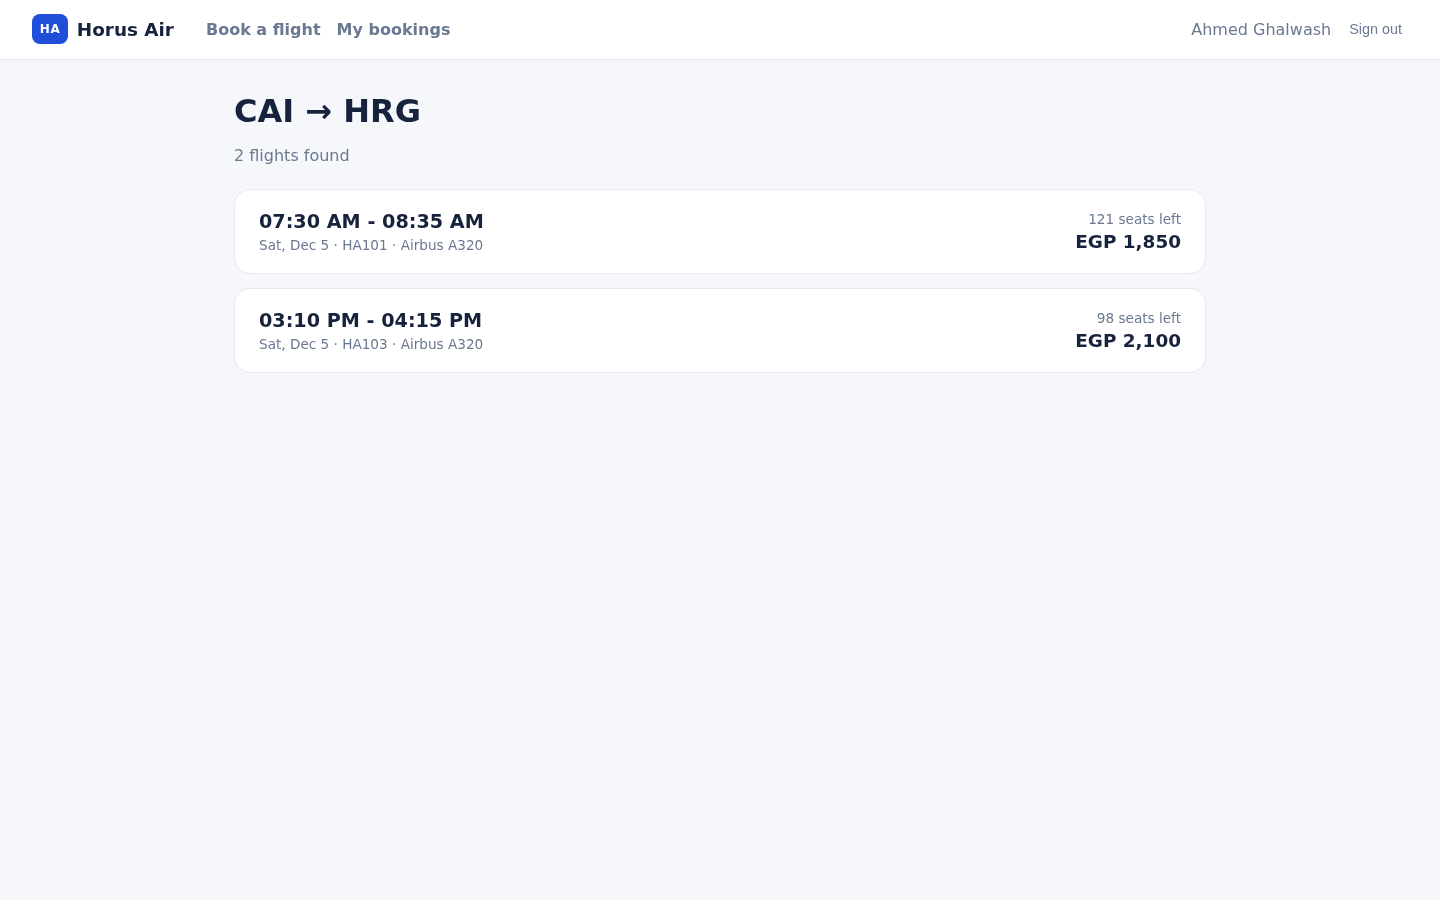 HA Horus Air Book a flight My bookings Ahmed Ghalwash Sign out
CAI → HRG
2 flights found
07:30 AM - 08:35 AM
Sat, Dec 5 · HA101 · Airbus A320
121 seats left
EGP 1,850
03:10 PM - 04:15 PM
Sat, Dec 5 · HA103 · Airbus A320
98 seats left
EGP 2,100